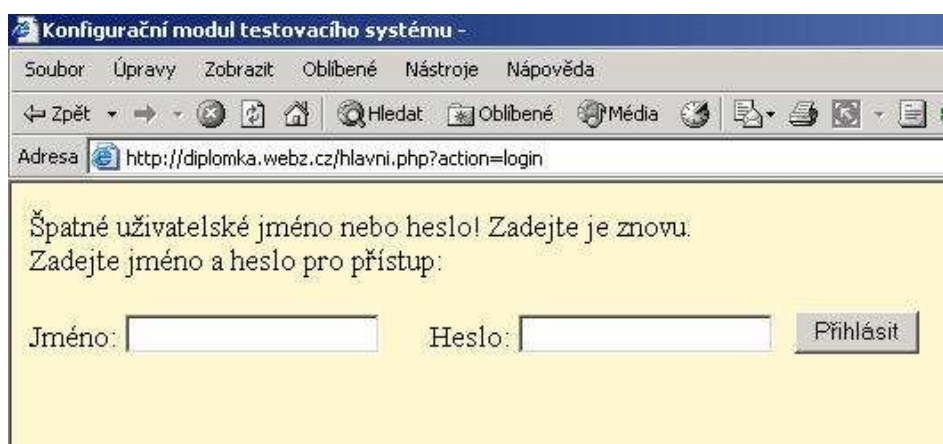 Konfigurační modul testovacího systému -
Soubor Úpravy Zobrazit Oblíbené Nástroje Nápověda
Zpět Hledat Oblíbené Média
Adresa http://diplomka.webz.cz/hlavni.php?action=login
Špatné uživatelské jméno nebo heslo! Zadejte je znovu.
Zadejte jméno a heslo pro přístup:
Jméno: Heslo: Přihlásit